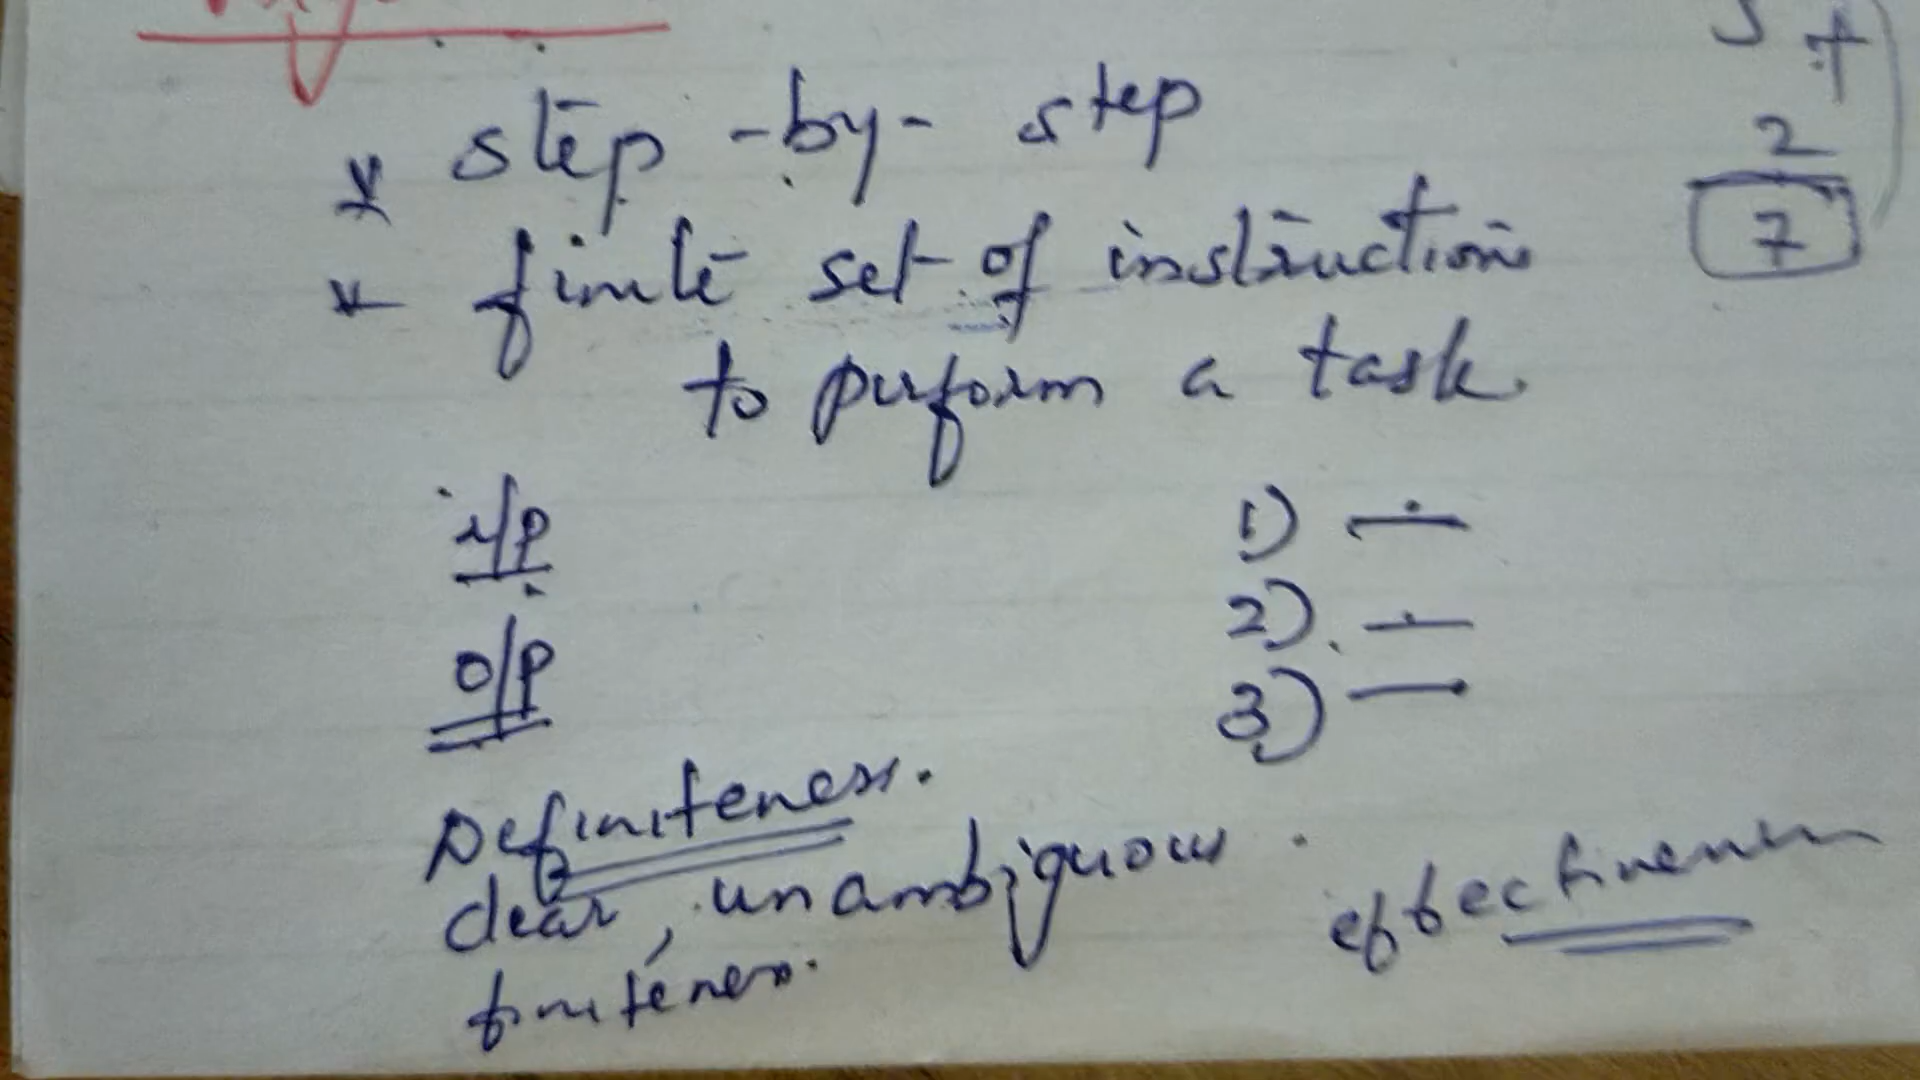 * step-by-step
* finite set of instructions
to perform a task.
i/p
o/p
1) —
2) —
3) —
Definiteness.
clear, unambiguous.
finiteness.
effectiveness
5 +
2
7